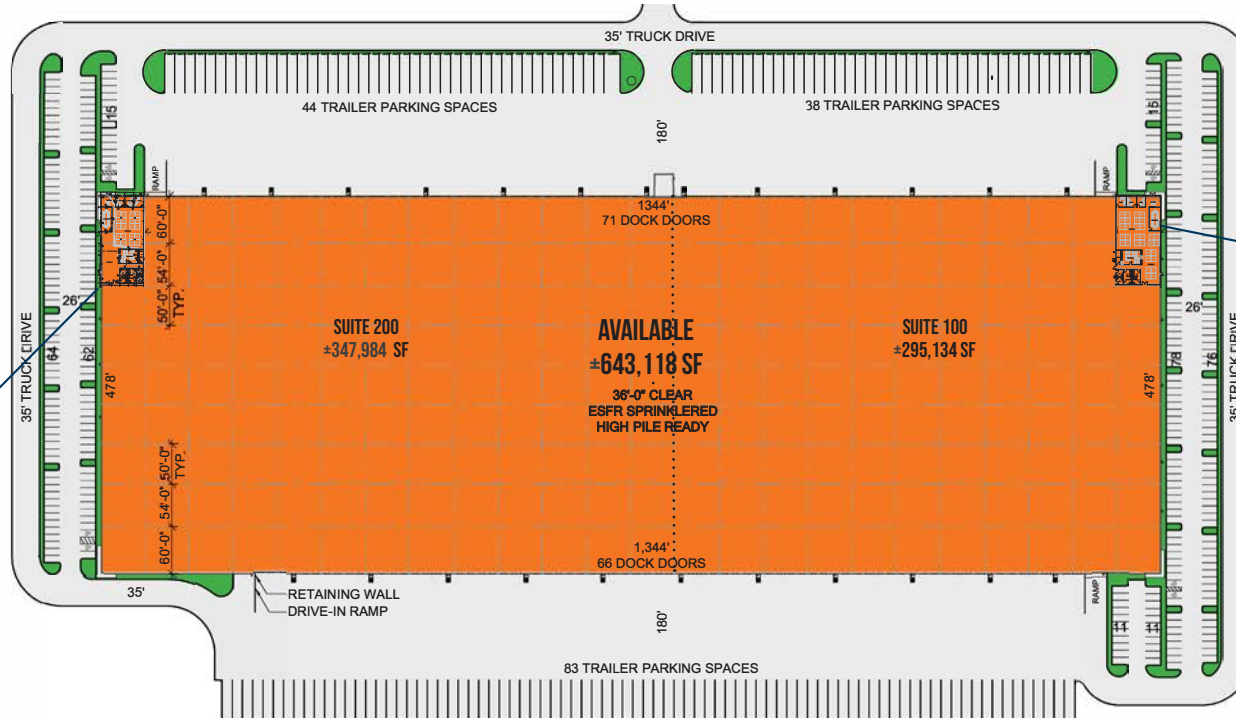 35' TRUCK DRIVE
44 TRAILER PARKING SPACES
38 TRAILER PARKING SPACES
15
15
180'
RAMP
RAMP
1344'
71 DOCK DOORS
60'-0"
54'-0"
50'-0"
TYP.
26'
26'
35' TRUCK DRIVE
64
62
478'
SUITE 200
±347,984 SF
AVAILABLE
±643,118 SF
36'-0" CLEAR
ESFR SPRINKLERED
HIGH PILE READY
SUITE 100
±295,134 SF
478'
78
76
35' TRUCK DRIVE
50'-0"
TYP.
54'-0"
60'-0"
1,344'
66 DOCK DOORS
35'
RETAINING WALL
DRIVE-IN RAMP
180'
RAMP
11
11
83 TRAILER PARKING SPACES